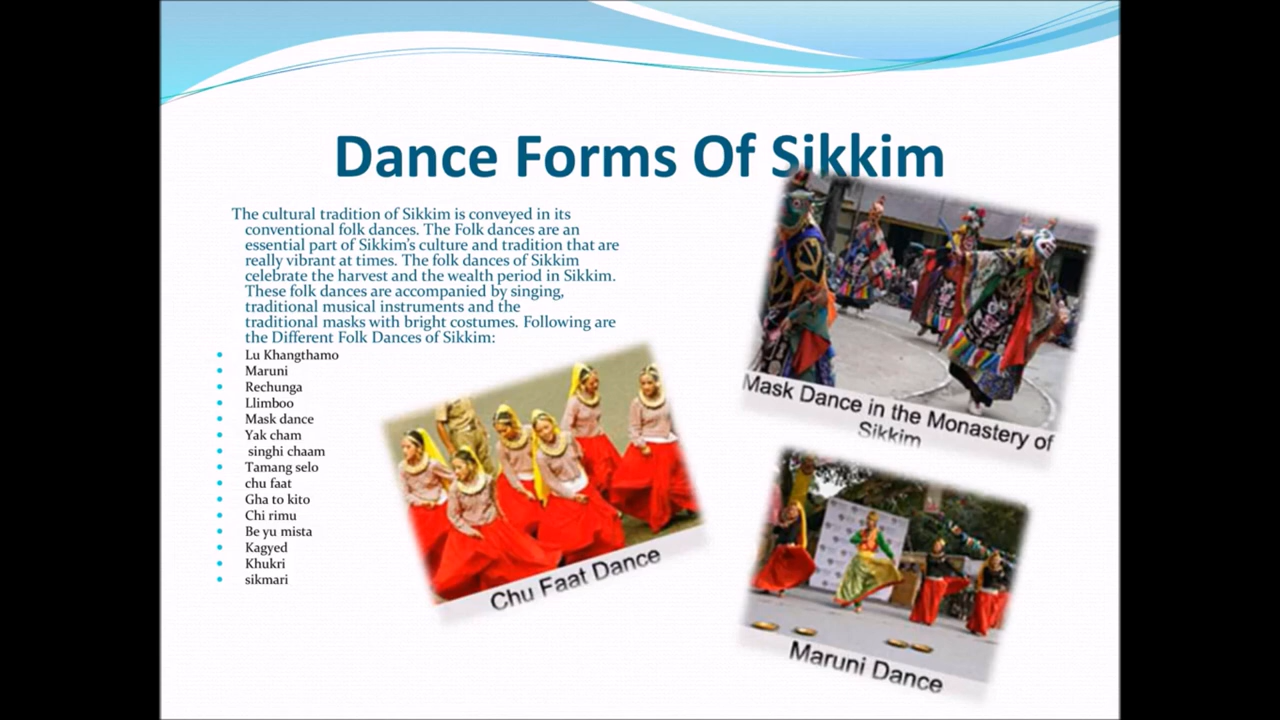 Dance Forms Of Sikkim
The cultural tradition of Sikkim is conveyed in its
conventional folk dances. The Folk dances are an
essential part of Sikkim's culture and tradition that are
really vibrant at times. The folk dances of Sikkim
celebrate the harvest and the wealth period in Sikkim.
These folk dances are accompanied by singing,
traditional musical instruments and the
traditional masks with bright costumes. Following are
the Different Folk Dances of Sikkim:
Lu Khangthamo
Maruni
Rechunga
Llimboo
Mask dance
Yak cham
singhi chaam
Tamang selo
chu faat
Gha to kito
Chi rimu
Be yu mista
Kagyed
Khukri
sikmari
Mask Dance in the Monastery of
Sikkim
Chu Faat Dance
Maruni Dance